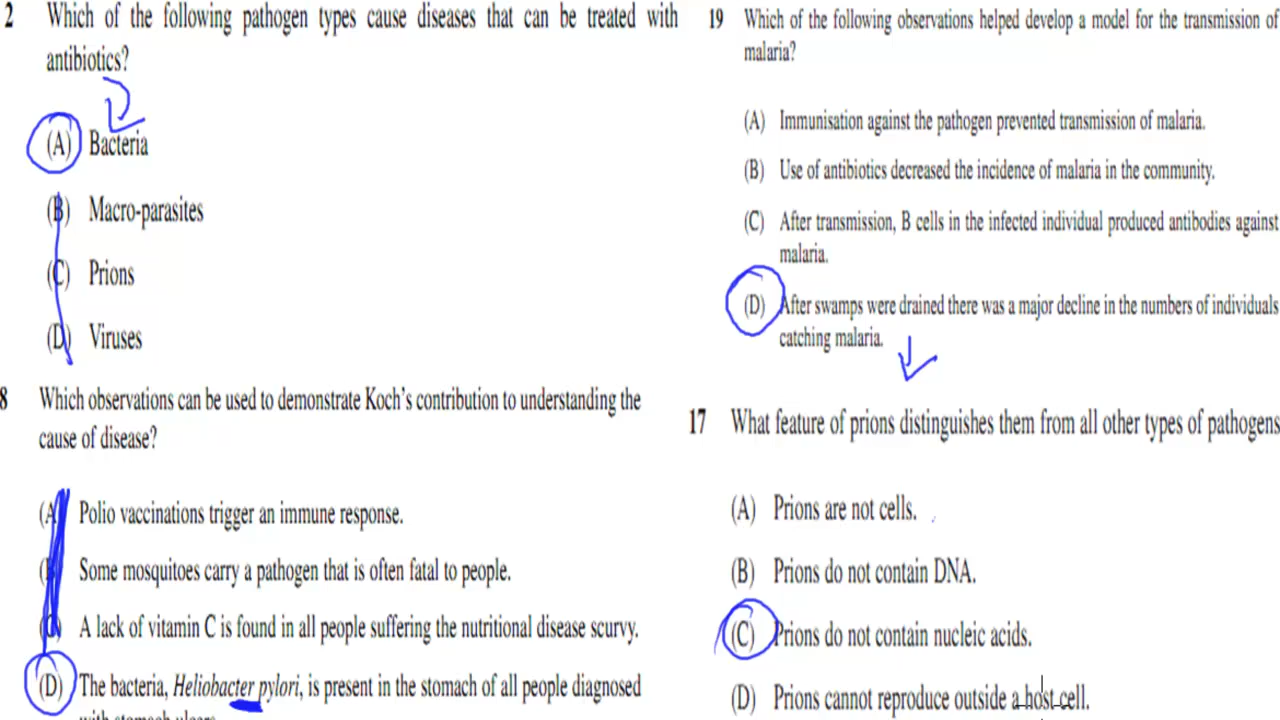 2 Which of the following pathogen types cause diseases that can be treated with
antibiotics?
(A) Bacteria
(B) Macro-parasites
(C) Prions
(D) Viruses
8 Which observations can be used to demonstrate Koch's contribution to understanding the
cause of disease?
(A) Polio vaccinations trigger an immune response.
(B) Some mosquitoes carry a pathogen that is often fatal to people.
(C) A lack of vitamin C is found in all people suffering the nutritional disease scurvy.
(D) The bacteria, Heliobacter pylori, is present in the stomach of all people diagnosed
with stomach ulcers
19 Which of the following observations helped develop a model for the transmission of
malaria?
(A) Immunisation against the pathogen prevented transmission of malaria.
(B) Use of antibiotics decreased the incidence of malaria in the community.
(C) After transmission, B cells in the infected individual produced antibodies against
malaria.
(D) After swamps were drained there was a major decline in the numbers of individuals
catching malaria.
17 What feature of prions distinguishes them from all other types of pathogens
(A) Prions are not cells.
(B) Prions do not contain DNA.
(C) Prions do not contain nucleic acids.
(D) Prions cannot reproduce outside a host cell.